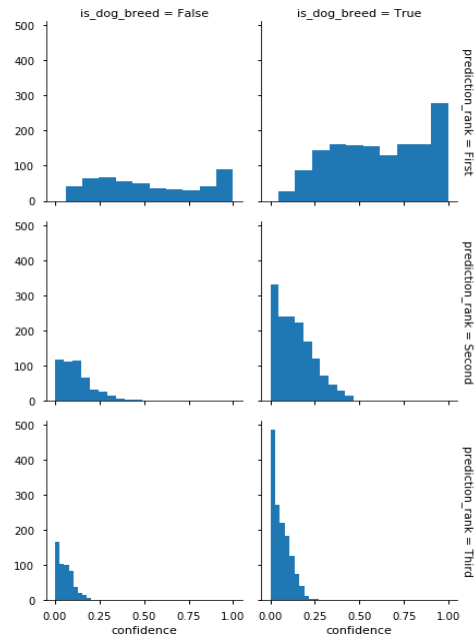 is_dog_breed = False
is_dog_breed = True
500
400
300
200
100
0
prediction_rank = First
500
400
300
200
100
0
prediction_rank = Second
500
400
300
200
100
0
prediction_rank = Third
0.00 0.25 0.50 0.75 1.00
0.00 0.25 0.50 0.75 1.00
confidence
confidence